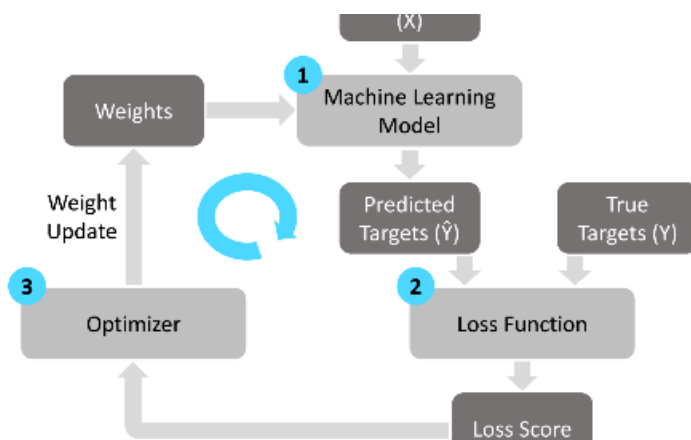 (X)
1
Machine Learning
Model
Weights
Predicted
Targets (Ŷ)
True
Targets (Y)
Weight
Update
3
Optimizer
2
Loss Function
Loss Score